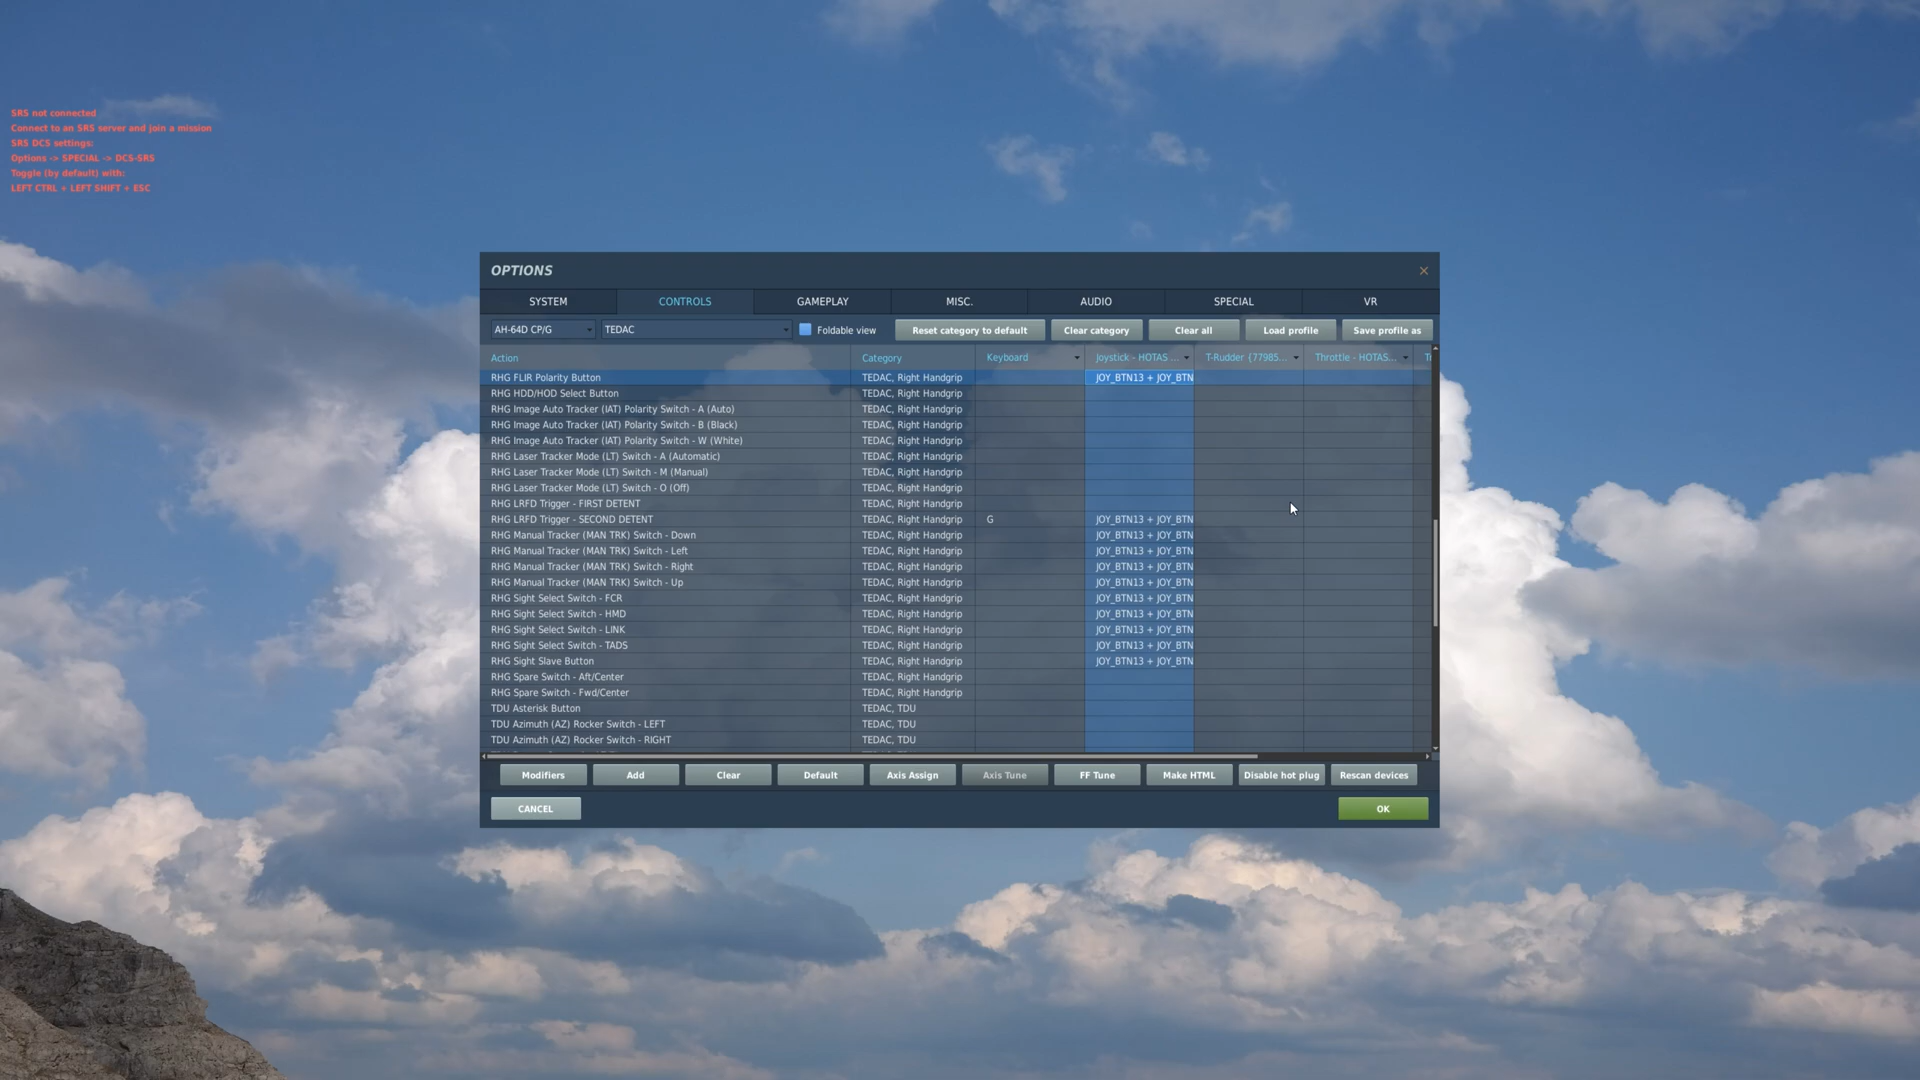 SRS not connected
Connect to an SRS server and join a mission
SRS DCS settings:
Options -> SPECIAL -> DCS-SRS
Toggle (by default) with:
LEFT CTRL + LEFT SHIFT + ESC
OPTIONS
SYSTEM CONTROLS GAMEPLAY MISC. AUDIO SPECIAL VR
AH-64D CP/G TEDAC Foldable view Reset category to default Clear category Clear all Load profile Save profile as
Action Category Keyboard Joystick - HOTAS ... T-Rudder {77985... Throttle - HOTAS...
RHG FLIR Polarity Button TEDAC, Right Handgrip JOY_BTN13 + JOY_BTN
RHG HDD/HOD Select Button TEDAC, Right Handgrip
RHG Image Auto Tracker (IAT) Polarity Switch - A (Auto) TEDAC, Right Handgrip
RHG Image Auto Tracker (IAT) Polarity Switch - B (Black) TEDAC, Right Handgrip
RHG Image Auto Tracker (IAT) Polarity Switch - W (White) TEDAC, Right Handgrip
RHG Laser Tracker Mode (LT) Switch - A (Automatic) TEDAC, Right Handgrip
RHG Laser Tracker Mode (LT) Switch - M (Manual) TEDAC, Right Handgrip
RHG Laser Tracker Mode (LT) Switch - O (Off) TEDAC, Right Handgrip
RHG LRFD Trigger - FIRST DETENT TEDAC, Right Handgrip
RHG LRFD Trigger - SECOND DETENT TEDAC, Right Handgrip G JOY_BTN13 + JOY_BTN
RHG Manual Tracker (MAN TRK) Switch - Down TEDAC, Right Handgrip JOY_BTN13 + JOY_BTN
RHG Manual Tracker (MAN TRK) Switch - Left TEDAC, Right Handgrip JOY_BTN13 + JOY_BTN
RHG Manual Tracker (MAN TRK) Switch - Right TEDAC, Right Handgrip JOY_BTN13 + JOY_BTN
RHG Manual Tracker (MAN TRK) Switch - Up TEDAC, Right Handgrip JOY_BTN13 + JOY_BTN
RHG Sight Select Switch - FCR TEDAC, Right Handgrip JOY_BTN13 + JOY_BTN
RHG Sight Select Switch - HMD TEDAC, Right Handgrip JOY_BTN13 + JOY_BTN
RHG Sight Select Switch - LINK TEDAC, Right Handgrip JOY_BTN13 + JOY_BTN
RHG Sight Select Switch - TADS TEDAC, Right Handgrip JOY_BTN13 + JOY_BTN
RHG Sight Slave Button TEDAC, Right Handgrip JOY_BTN13 + JOY_BTN
RHG Spare Switch - Aft/Center TEDAC, Right Handgrip
RHG Spare Switch - Fwd/Center TEDAC, Right Handgrip
TDU Asterisk Button TEDAC, TDU
TDU Azimuth (AZ) Rocker Switch - LEFT TEDAC, TDU
TDU Azimuth (AZ) Rocker Switch - RIGHT TEDAC, TDU
Modifiers Add Clear Default Axis Assign Axis Tune FF Tune Make HTML Disable hot plug Rescan devices
CANCEL OK